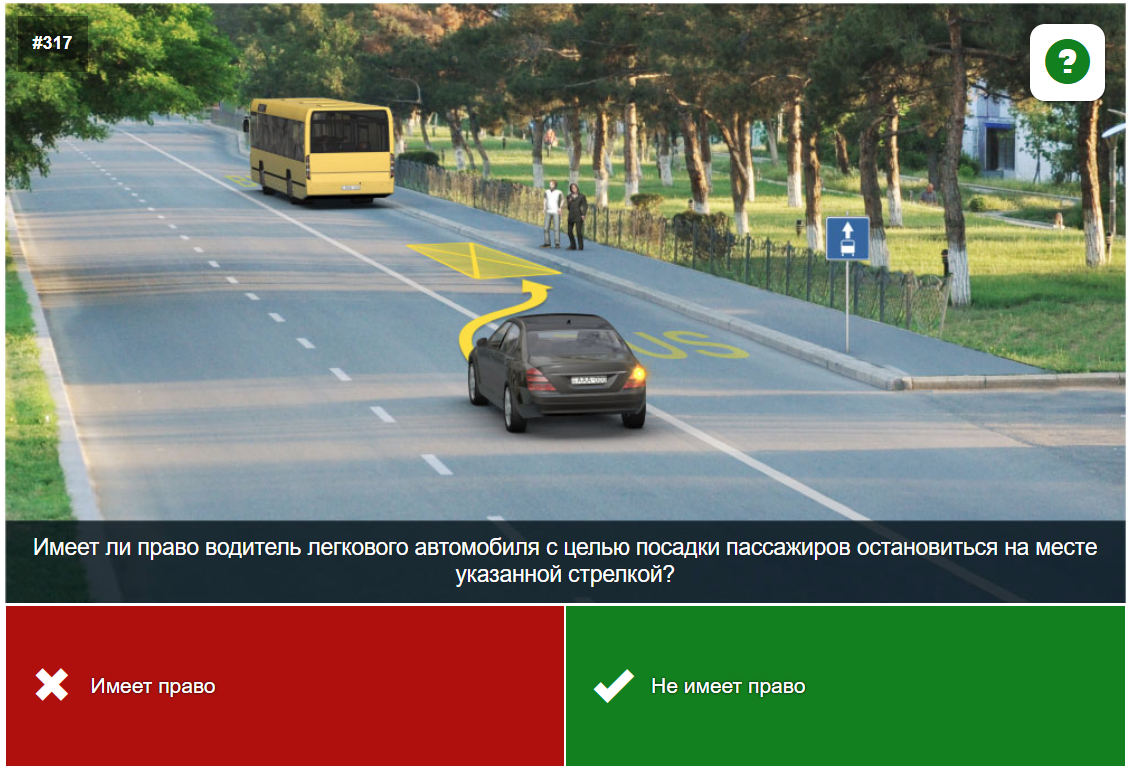 #317
?
US
Имеет ли право водитель легкового автомобиля с целью посадки пассажиров остановиться на месте
указанной стрелкой?
Имеет право
Не имеет право